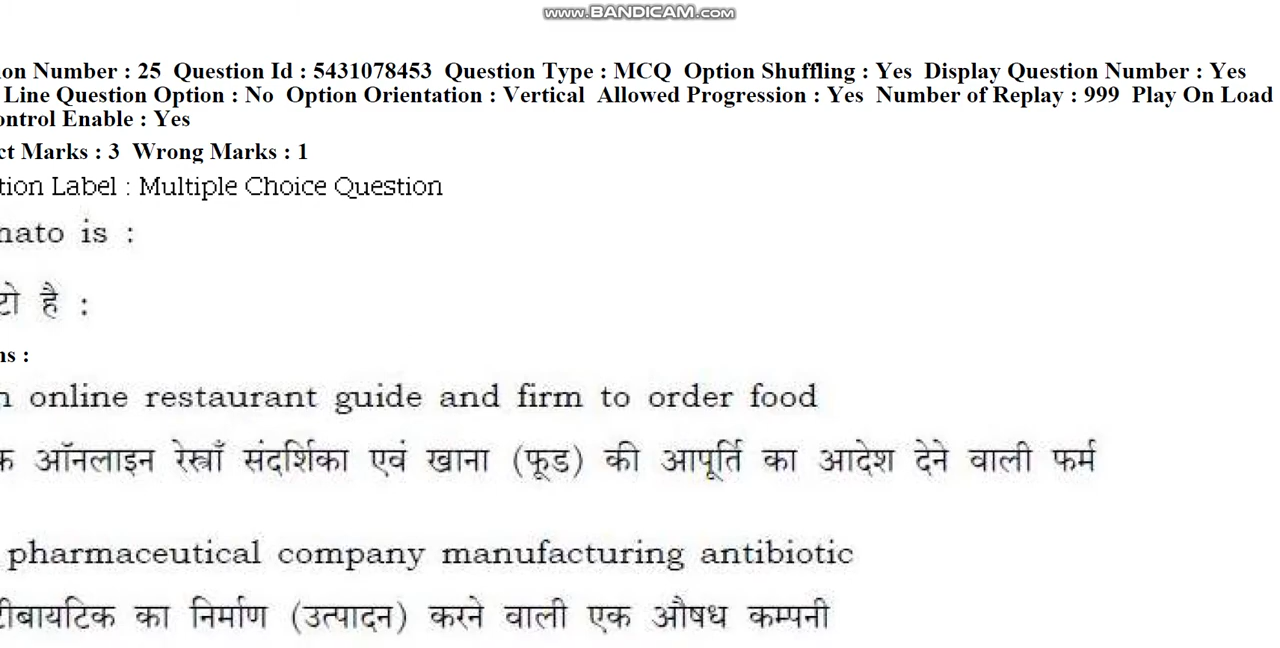 www.BANDICAM.com
on Number : 25 Question Id : 5431078453 Question Type : MCQ Option Shuffling : Yes Display Question Number : Yes
Line Question Option : No Option Orientation : Vertical Allowed Progression : Yes Number of Replay : 999 Play On Load
ontrol Enable : Yes
ct Marks : 3 Wrong Marks : 1
tion Label : Multiple Choice Question
nato is :
टो है :
ns :
n online restaurant guide and firm to order food
क ऑनलाइन रेस्त्राँ संदर्शिका एवं खाना (फूड) की आपूर्ति का आदेश देने वाली फर्म
pharmaceutical company manufacturing antibiotic
टीबायटिक का निर्माण (उत्पादन) करने वाली एक औषध कम्पनी